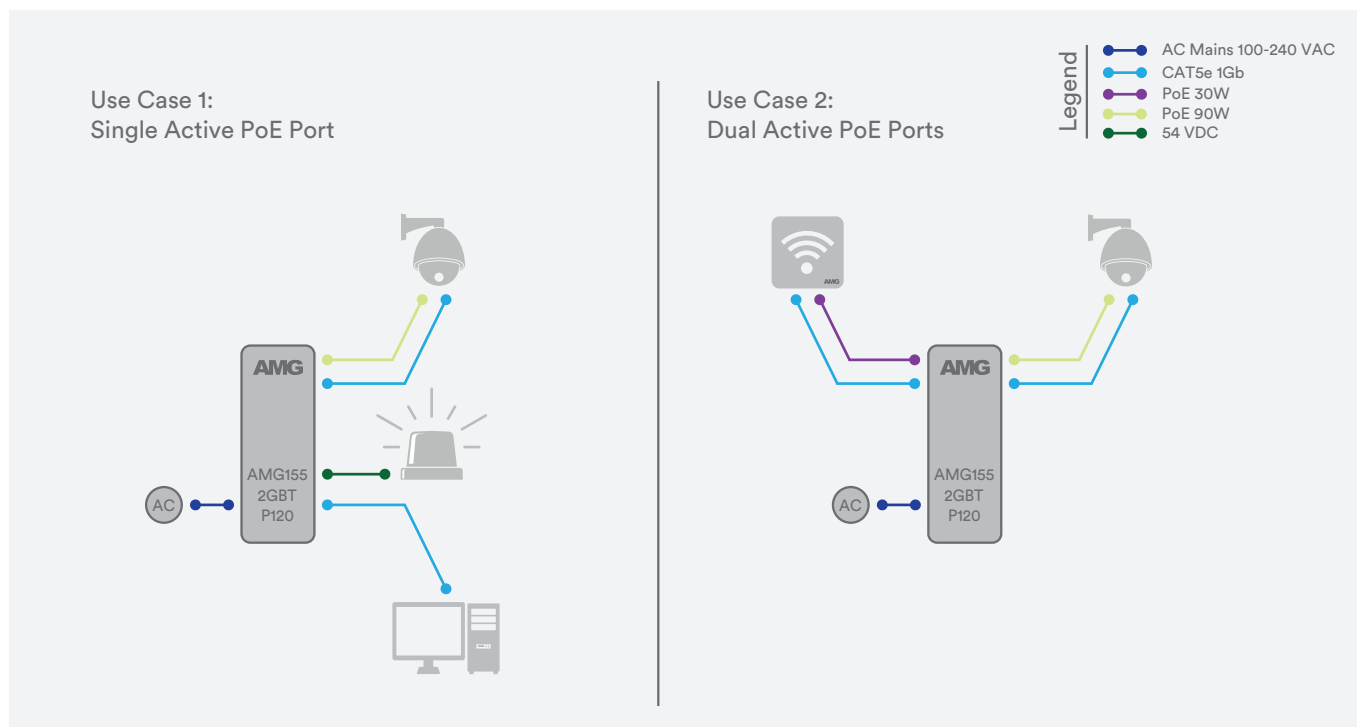 Use Case 1:
Single Active PoE Port
AMG
AMG155
2GBT
P120
AC
Use Case 2:
Dual Active PoE Ports
Legend
AC Mains 100-240 VAC
CAT5e 1Gb
PoE 30W
PoE 90W
54 VDC
AMG
AMG
AMG155
2GBT
P120
AC